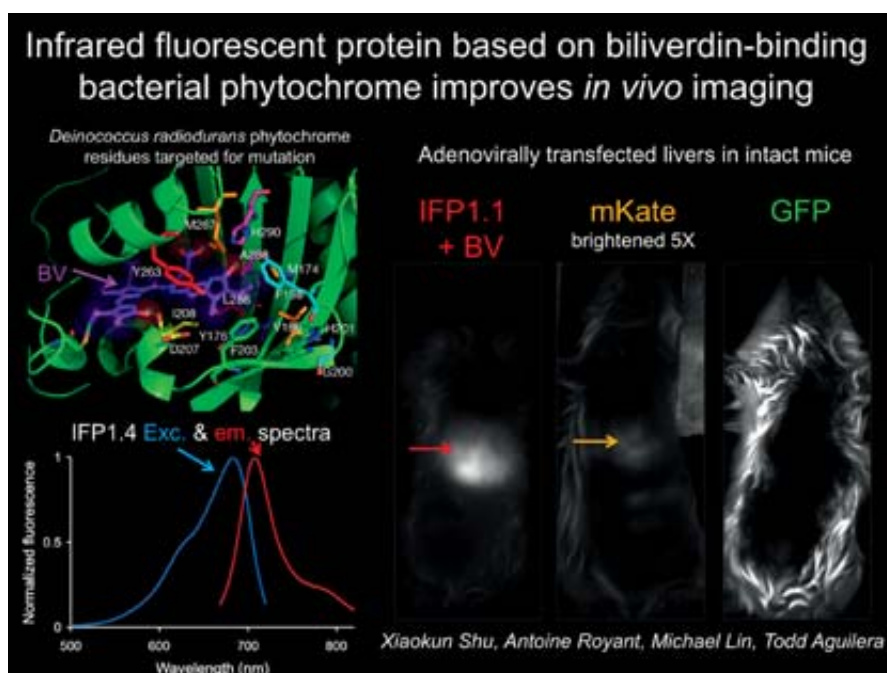 Infrared fluorescent protein based on biliverdin-binding
bacterial phytochrome improves in vivo imaging
Deinococcus radiodurans phytochrome
residues targeted for mutation
M267
H290
BV
Y263
A288
M174
L286
I208
Y176
H201
D207
F203
G200
IFP1.4 Exc. & em. spectra
1
0.5
0
Normalized fluorescence
500
600
700
800
Wavelength (nm)
Adenovirally transfected livers in intact mice
IFP1.1
+ BV
mKate
brightened 5X
GFP
Xiaokun Shu, Antoine Royant, Michael Lin, Todd Aguilera